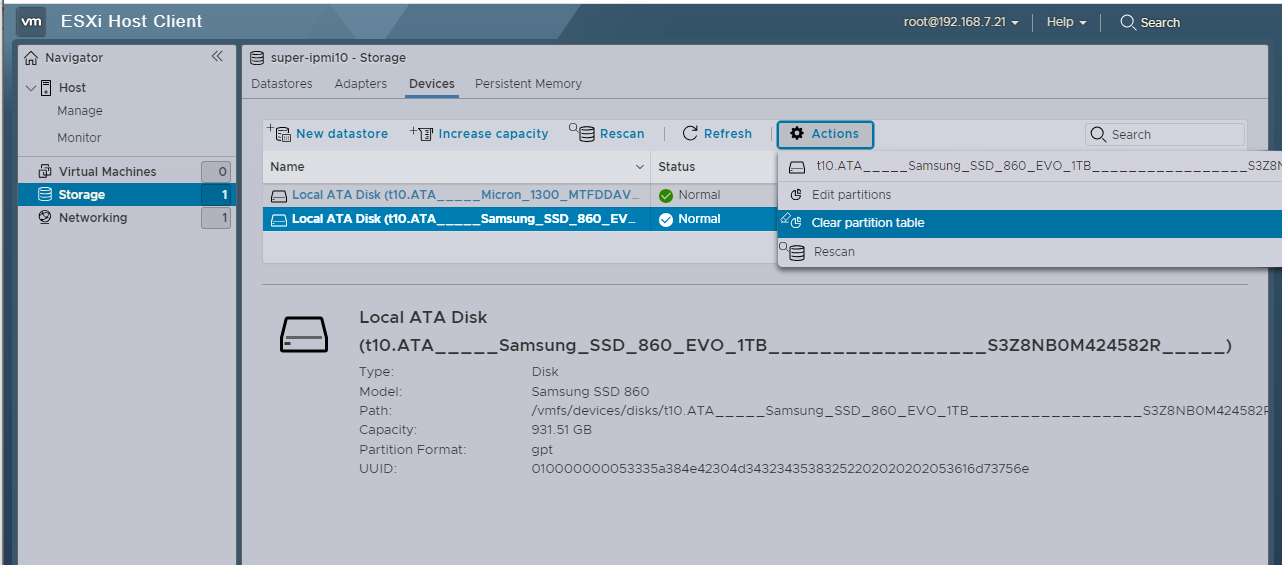 vm ESXi Host Client root@192.168.7.21 Help Search
Navigator
Host
Manage
Monitor
Virtual Machines 0
Storage 1
Networking 1
super-ipmi10 - Storage
Datastores Adapters Devices Persistent Memory
New datastore Increase capacity Rescan Refresh Actions Search
Name Status
Local ATA Disk (t10.ATA_____Micron_1300_MTFDDAV... Normal
Local ATA Disk (t10.ATA_____Samsung_SSD_860_EV... Normal
t10.ATA_____Samsung_SSD_860_EVO_1TB_________________S3Z8N
Edit partitions
Clear partition table
Rescan
Local ATA Disk
(t10.ATA_____Samsung_SSD_860_EVO_1TB_________________S3Z8NB0M424582R_____)
Type: Disk
Model: Samsung SSD 860
Path: /vmfs/devices/disks/t10.ATA_____Samsung_SSD_860_EVO_1TB_________________S3Z8NB0M424582R
Capacity: 931.51 GB
Partition Format: gpt
UUID: 010000000053335a384e42304d34323435383252202020202053616d73756e